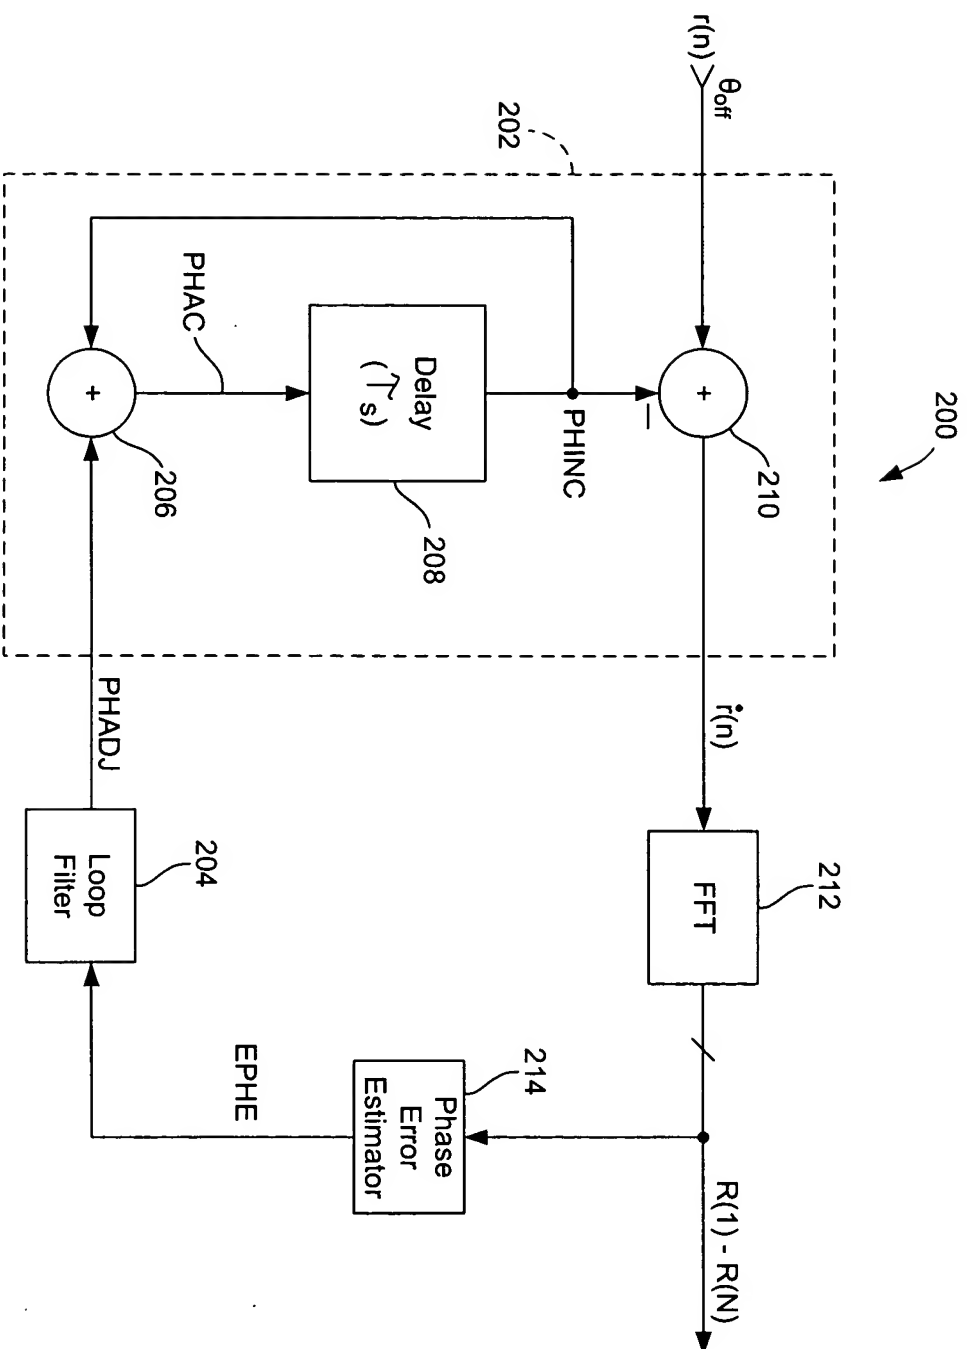 200
r(n)
θoff
202
+
210
PHINC
–
Delay
(Ts)
208
PHAC
+
206
PHADJ
ṙ(n)
FFT
212
R(1) - R(N)
Phase
Error
Estimator
214
EPHE
Loop
Filter
204